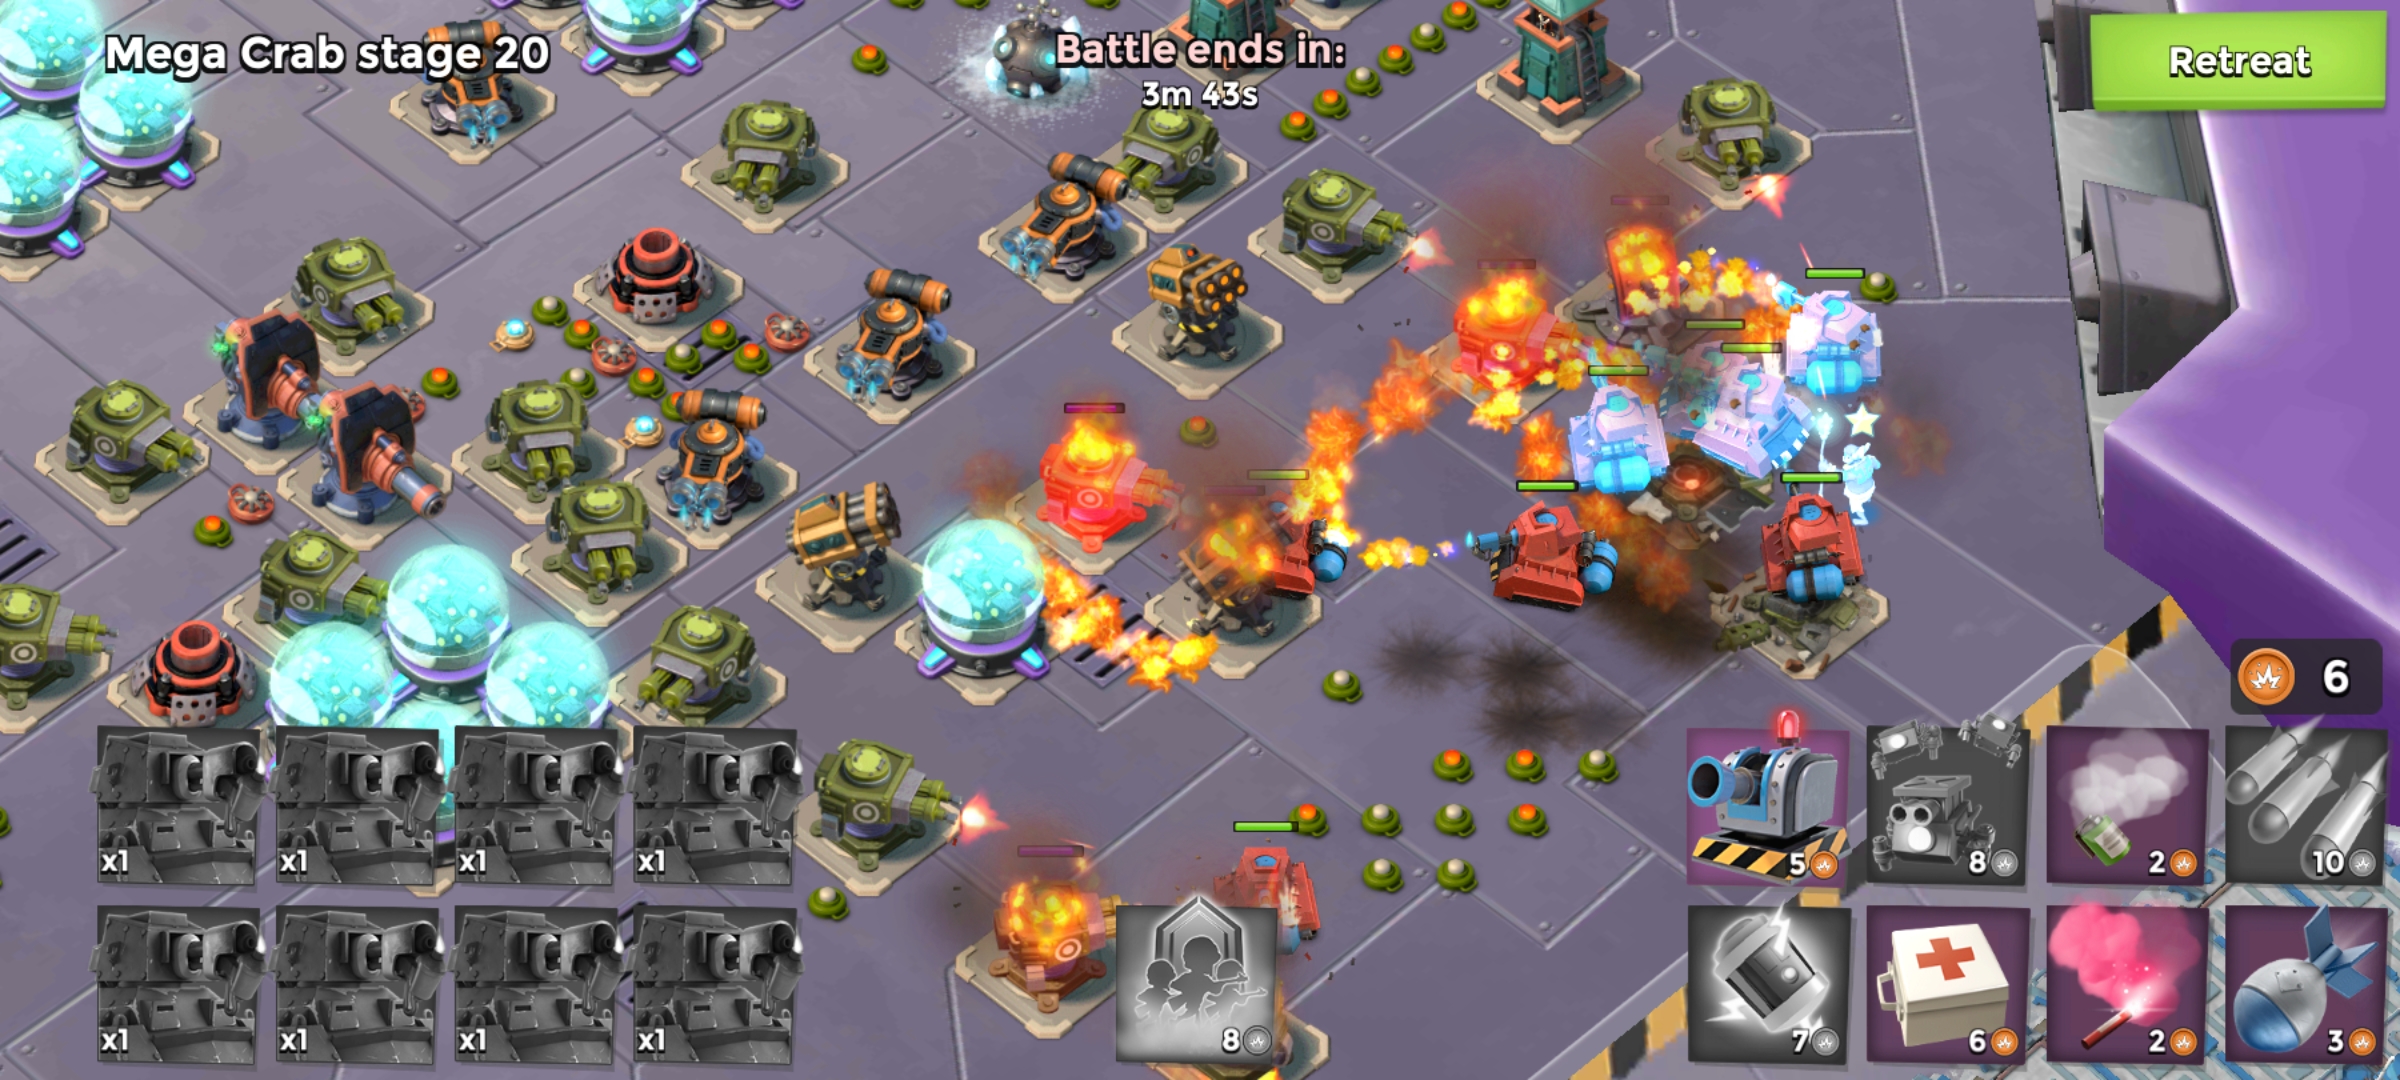 Mega Crab stage 20
Battle ends in:
3m 43s
Retreat
6
x1 x1 x1 x1
5 8 2 10
x1 x1 x1 x1
8
7 6 2 3